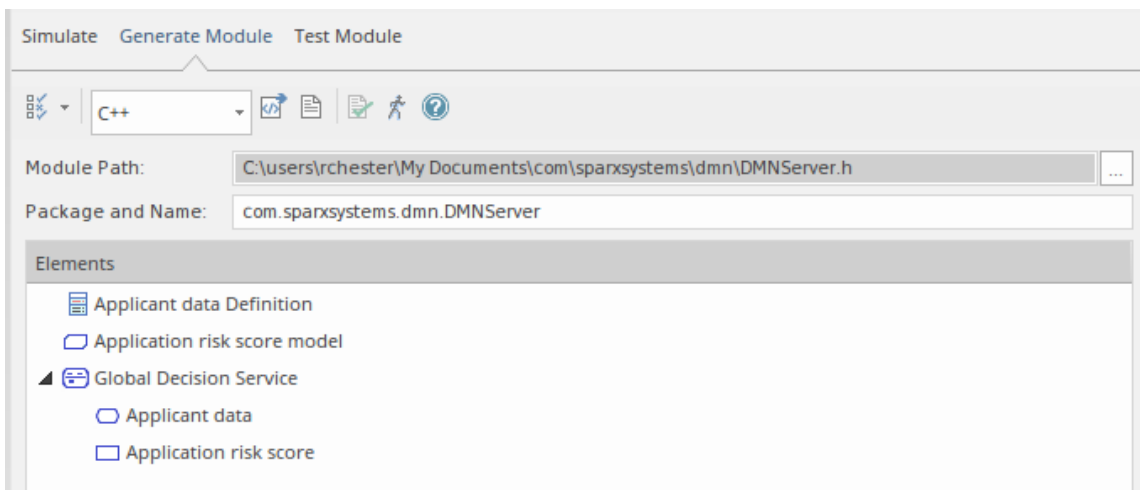 Simulate Generate Module Test Module
C++
Module Path: C:\users\rchester\My Documents\com\sparxsystems\dmn\DMNServer.h ...
Package and Name: com.sparxsystems.dmn.DMNServer
Elements
Applicant data Definition
Application risk score model
Global Decision Service
Applicant data
Application risk score